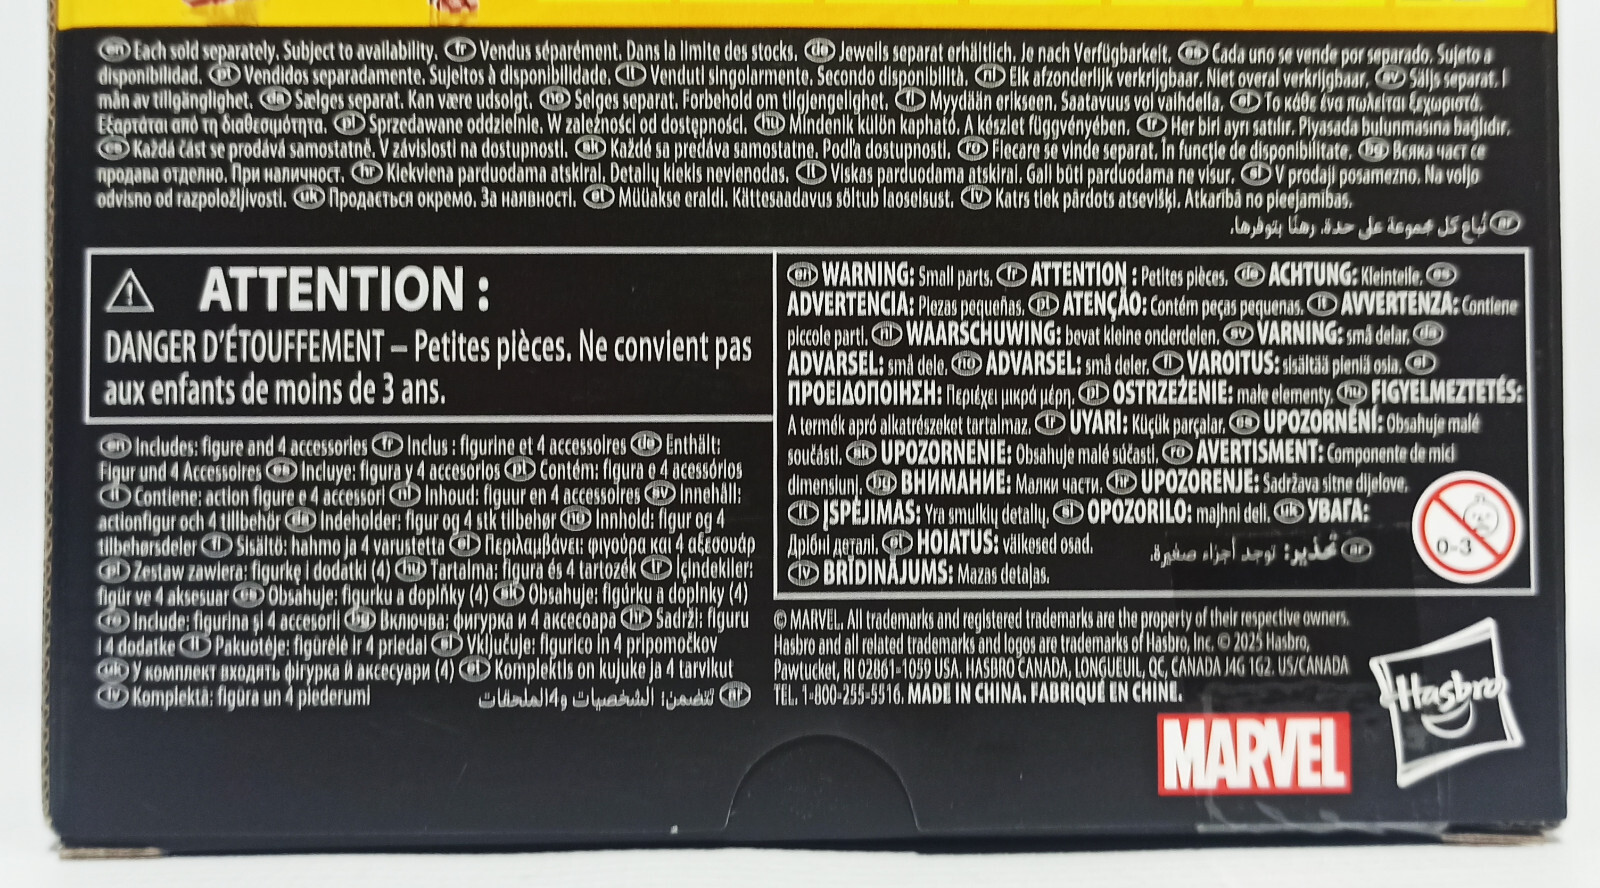 en Each sold separately. Subject to availability. fr Vendus séparément. Dans la limite des stocks. de Jeweils separat erhältlich. Je nach Verfügbarkeit. es Cada uno se vende por separado. Sujeto a
disponibilidad. pt Vendidos separadamente. Sujeitos à disponibilidade. it Venduti singolarmente. Secondo disponibilità. nl Elk afzonderlijk verkrijgbaar. Niet overal verkrijgbaar. sv Säljs separat. I
mån av tillgänglighet. da Sælges separat. Kan være udsolgt. no Selges separat. Forbehold om tilgjengelighet. fi Myydään erikseen. Saatavuus voi vaihdella. el Το κάθε ένα πωλείται ξεχωριστά.
Εξαρτάται από τη διαθεσιμότητα. pl Sprzedawane oddzielnie. W zależności od dostępności. hu Mindenik külön kapható. A készlet függvényében. tr Her biri ayrı satılır. Piyasada bulunmasına bağlıdır.
cs Každá část se prodává samostatně. V závislosti na dostupnosti. sk Každé sa predáva samostatne. Podľa dostupnosti. ro Fiecare se vinde separat. În funcție de disponibilitate. bg Всяка част се
продава отделно. При наличност. hr Kiekviena parduodama atskirai. Detalių kiekis nevienodas. lt Viskas parduodama atskirai. Gali būti parduodama ne visur. sl V prodaji posamezno. Na voljo
odvisno od razpoložljivosti. uk Продається окремо. За наявності. et Müüakse eraldi. Kättesaadavus sõltub laoseisust. lv Katrs tiek pārdots atsevišķi. Atkarībā no pieejamības.
ar تُباع كل مجموعة على حدة. رهنًا بتوفرها.
ATTENTION :
DANGER D'ÉTOUFFEMENT – Petites pièces. Ne convient pas
aux enfants de moins de 3 ans.
en WARNING: Small parts. fr ATTENTION : Petites pièces. de ACHTUNG: Kleinteile. es
ADVERTENCIA: Piezas pequeñas. pt ATENÇÃO: Contém peças pequenas. it AVVERTENZA: Contiene
piccole parti. nl WAARSCHUWING: bevat kleine onderdelen. sv VARNING: små delar. da
ADVARSEL: små dele. no ADVARSEL: små deler. fi VAROITUS: sisältää pieniä osia. el
ΠΡΟΕΙΔΟΠΟΙΗΣΗ: Περιέχει μικρά μέρη. pl OSTRZEŻENIE: małe elementy. hu FIGYELMEZTETÉS:
A termék apró alkatrészeket tartalmaz. tr UYARI: Küçük parçalar. cs UPOZORNĚNÍ: Obsahuje malé
součásti. sk UPOZORNENIE: Obsahuje malé súčasti. ro AVERTISMENT: Componente de mici
dimensiuni. bg ВНИМАНИЕ: Малки части. hr UPOZORENJE: Sadržava sitne dijelove.
lt ĮSPĖJIMAS: Yra smulkių detalių. sl OPOZORILO: majhni deli. uk УВАГА:
Дрібні деталі. et HOIATUS: väikesed osad. ar تحذير: توجد أجزاء صغيرة.
lv BRĪDINĀJUMS: Mazas detaļas.
0-3
en Includes: figure and 4 accessories fr Inclus : figurine et 4 accessoires de Enthält:
Figur und 4 Accessoires es Incluye: figura y 4 accesorios pt Contém: figura e 4 acessórios
it Contiene: action figure e 4 accessori nl Inhoud: figuur en 4 accessoires sv Innehåll:
actionfigur och 4 tillbehör da Indeholder: figur og 4 stk tilbehør no Innhold: figur og 4
tilbehørsdeler fi Sisältö: hahmo ja 4 varustetta el Περιλαμβάνει: φιγούρα και 4 αξεσουάρ
pl Zestaw zawiera: figurkę i dodatki (4) hu Tartalma: figura és 4 tartozék tr İçindekiler:
figür ve 4 aksesuar cs Obsahuje: figurku a doplňky (4) sk Obsahuje: figúrku a doplnky (4)
ro Include: figurina și 4 accesorii bg Включва: фигурка и 4 аксесоара hr Sadrži: figuru
i 4 dodatke lt Pakuotėje: figūrėlė ir 4 priedai sl Vključuje: figurico in 4 pripomočkov
uk У комплект входять фігурка й аксесуари (4) et Komplektis on kujuke ja 4 tarvikut
lv Komplektā: figūra un 4 piederumi ar تتضمن: الشخصيات و4الملحقات
© MARVEL. All trademarks and registered trademarks are the property of their respective owners.
Hasbro and all related trademarks and logos are trademarks of Hasbro, Inc. © 2025 Hasbro,
Pawtucket, RI 02861-1059 USA. HASBRO CANADA, LONGUEUIL, QC, CANADA J4G 1G2. US/CANADA
TEL. 1-800-255-5516. MADE IN CHINA. FABRIQUÉ EN CHINE.
MARVEL
Hasbro